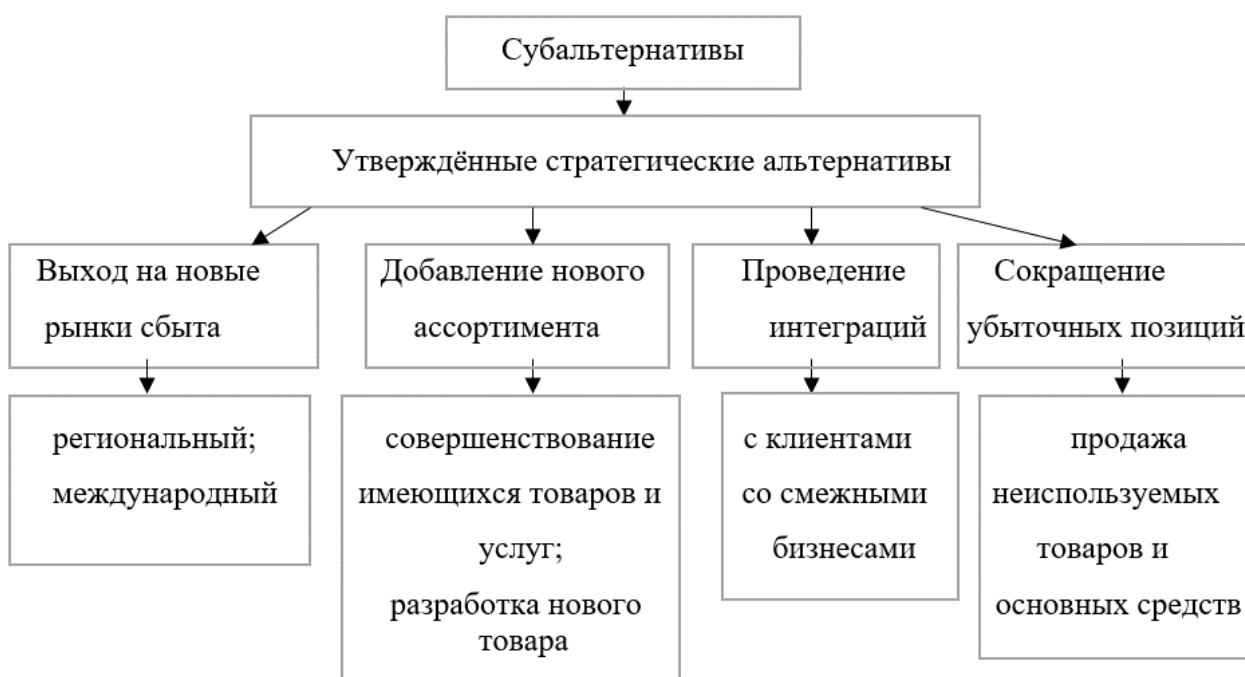 Субальтернативы
Утверждённые стратегические альтернативы
Выход на новые
рынки сбыта
Добавление нового
ассортимента
Проведение
интеграций
Сокращение
убыточных позиций
региональный;
международный
совершенствование
имеющихся товаров и
услуг;
разработка нового
товара
с клиентами
со смежными
бизнесами
продажа
неиспользуемых
товаров и
основных средств